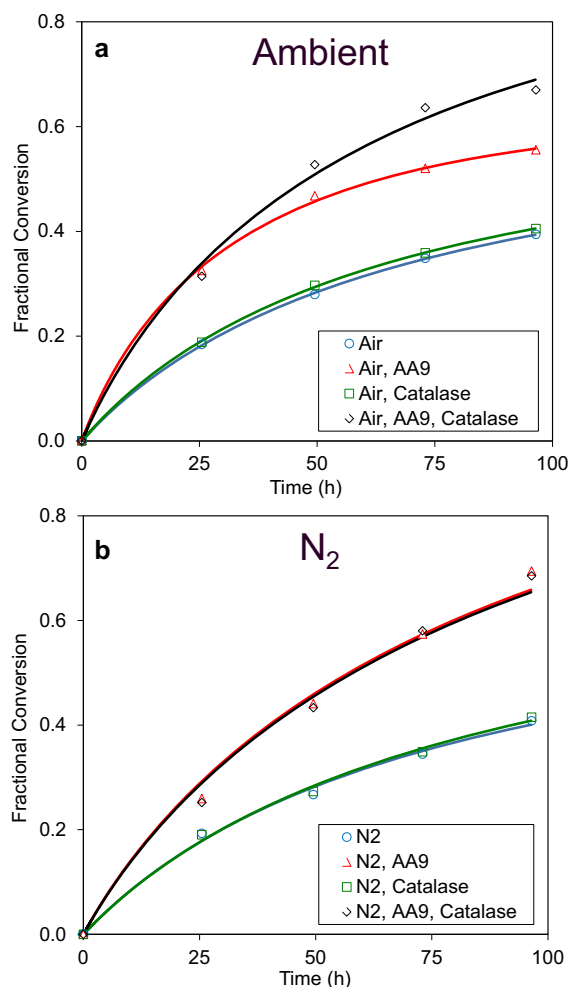 a
Ambient
Fractional Conversion
0.8
0.6
0.4
0.2
0.0
Air
Air, AA9
Air, Catalase
Air, AA9, Catalase
0
25
50
75
100
Time (h)
b
N₂
Fractional Conversion
0.8
0.6
0.4
0.2
0.0
N2
N2, AA9
N2, Catalase
N2, AA9, Catalase
0
25
50
75
100
Time (h)